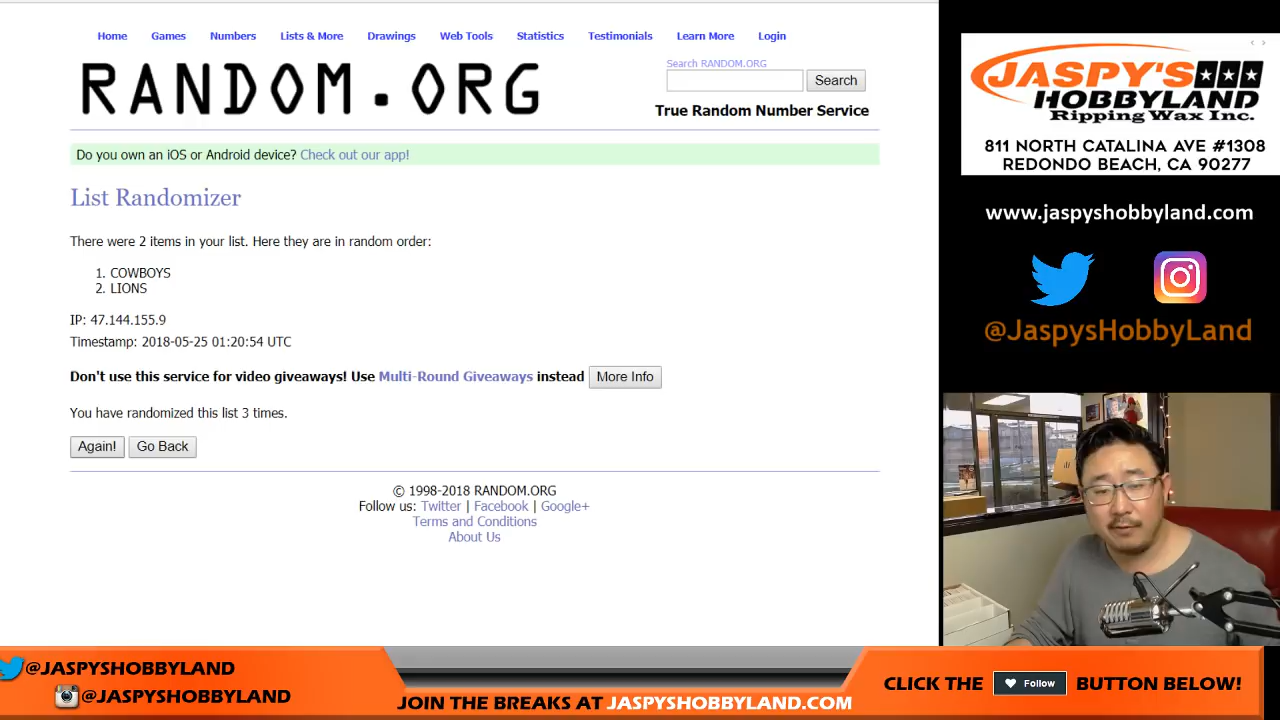 Home Games Numbers Lists & More Drawings Web Tools Statistics Testimonials Learn More Login
RANDOM.ORG
Search RANDOM.ORG
Search
True Random Number Service
Do you own an iOS or Android device? Check out our app!
List Randomizer
There were 2 items in your list. Here they are in random order:
1. COWBOYS
2. LIONS
IP: 47.144.155.9
Timestamp: 2018-05-25 01:20:54 UTC
Don't use this service for video giveaways! Use Multi-Round Giveaways instead More Info
You have randomized this list 3 times.
Again! Go Back
© 1998-2018 RANDOM.ORG
Follow us: Twitter | Facebook | Google+
Terms and Conditions
About Us
JASPY'S
HOBBYLAND
Ripping Wax Inc.
811 NORTH CATALINA AVE #1308
REDONDO BEACH, CA 90277
www.jaspyshobbyland.com
@JaspysHobbyLand
@JASPYSHOBBYLAND
@JASPYSHOBBYLAND
JOIN THE BREAKS AT JASPYSHOBBYLAND.COM
CLICK THE Follow BUTTON BELOW!